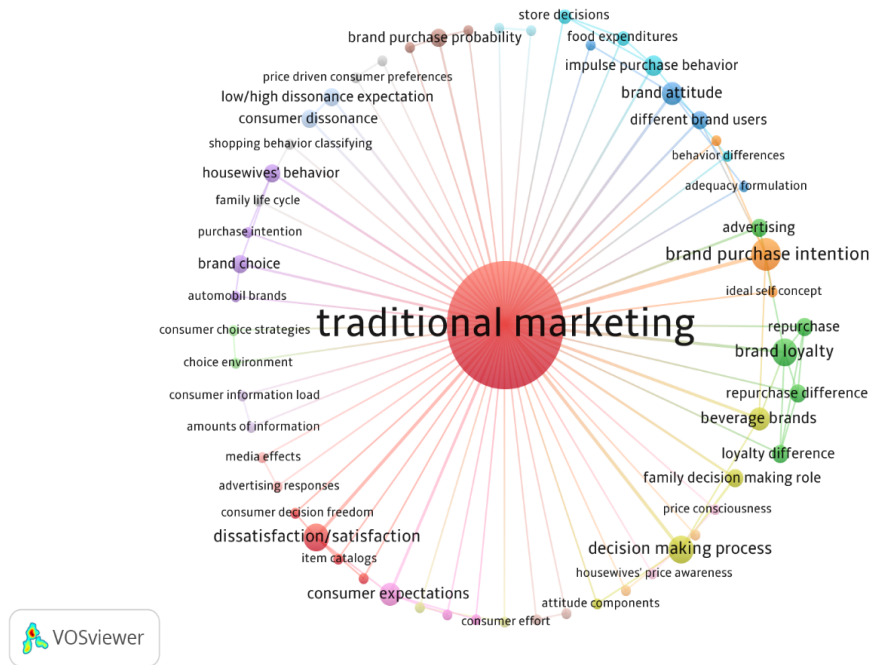 store decisions
brand purchase probability
food expenditures
impulse purchase behavior
price driven consumer preferences
brand attitude
low/high dissonance expectation
consumer dissonance
different brand users
shopping behavior classifying
behavior differences
housewives' behavior
adequacy formulation
family life cycle
advertising
purchase intention
brand purchase intention
brand choice
ideal self concept
automobil brands
traditional marketing
consumer choice strategies
repurchase
brand loyalty
choice environment
repurchase difference
consumer information load
beverage brands
amounts of information
loyalty difference
media effects
family decision making role
advertising responses
price consciousness
consumer decision freedom
dissatisfaction/satisfaction
decision making process
item catalogs
housewives' price awareness
consumer expectations
attitude components
consumer effort
VOSviewer